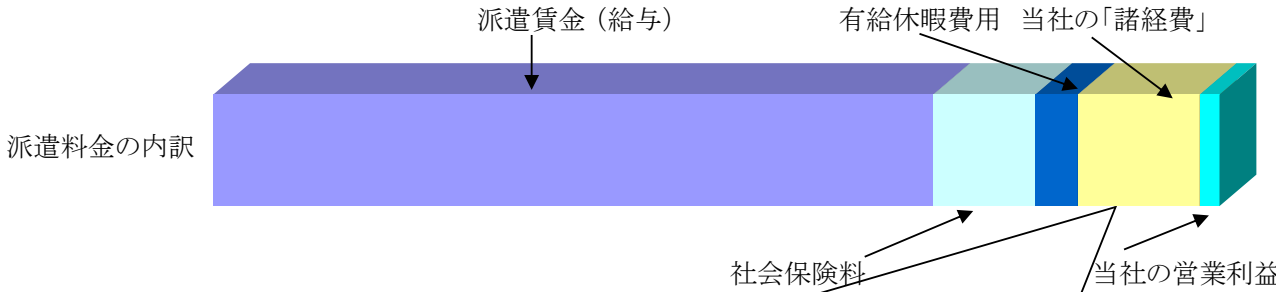 派遣賃金（給与）
有給休暇費用
当社の「諸経費」
派遣料金の内訳
社会保険料
当社の営業利益